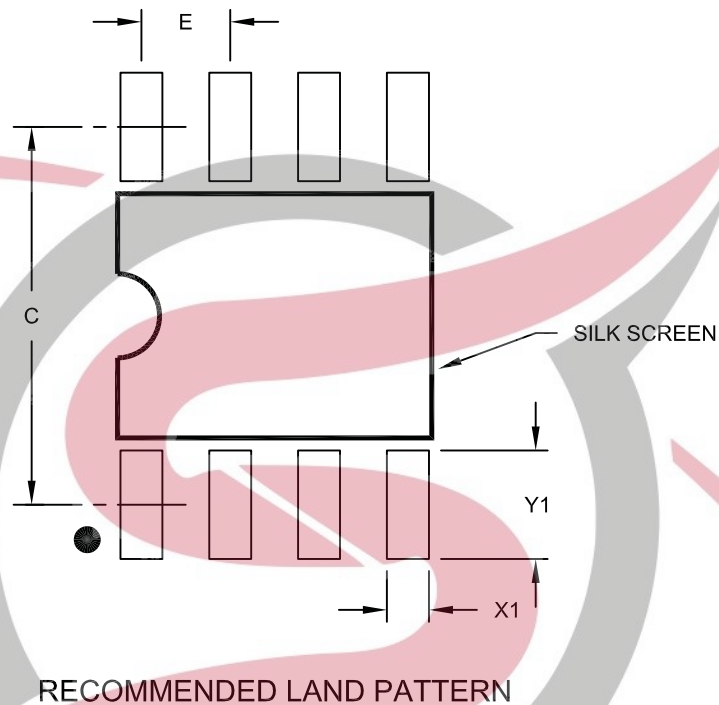 E
C
SILK SCREEN
Y1
X1
RECOMMENDED LAND PATTERN